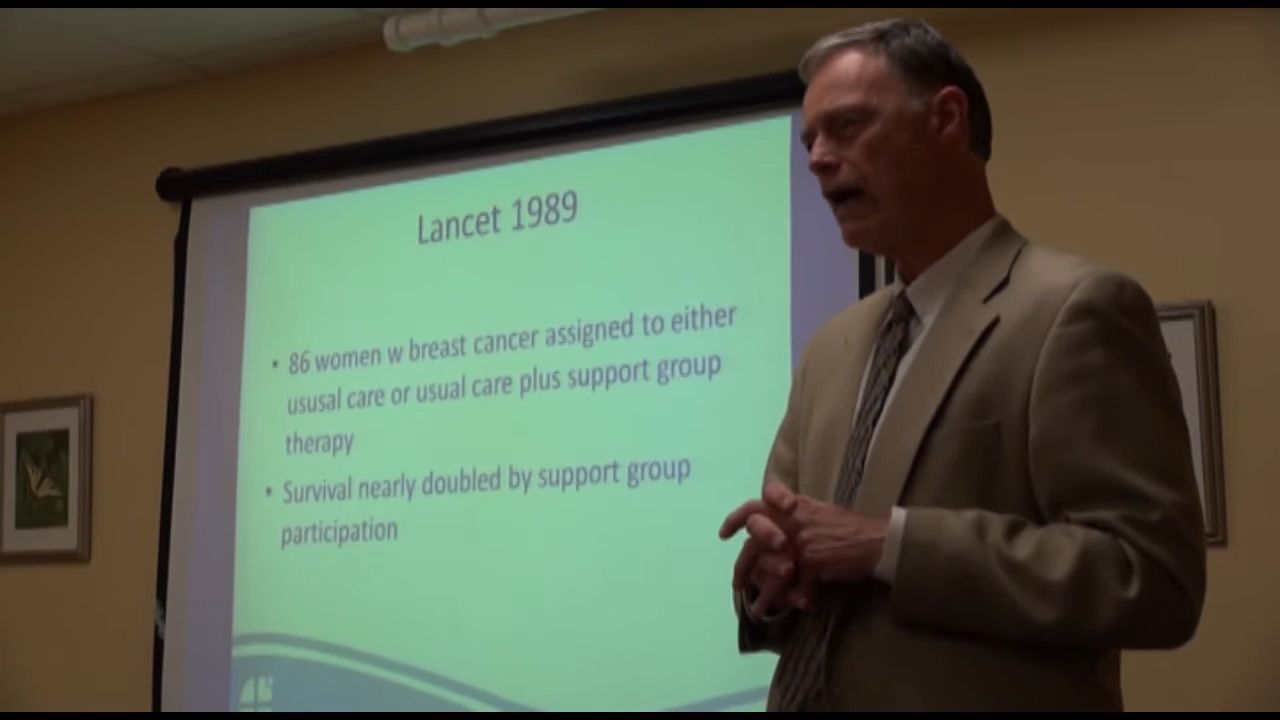 Lancet 1989
• 86 women w breast cancer assigned to either
ususal care or usual care plus support group
therapy
• Survival nearly doubled by support group
participation